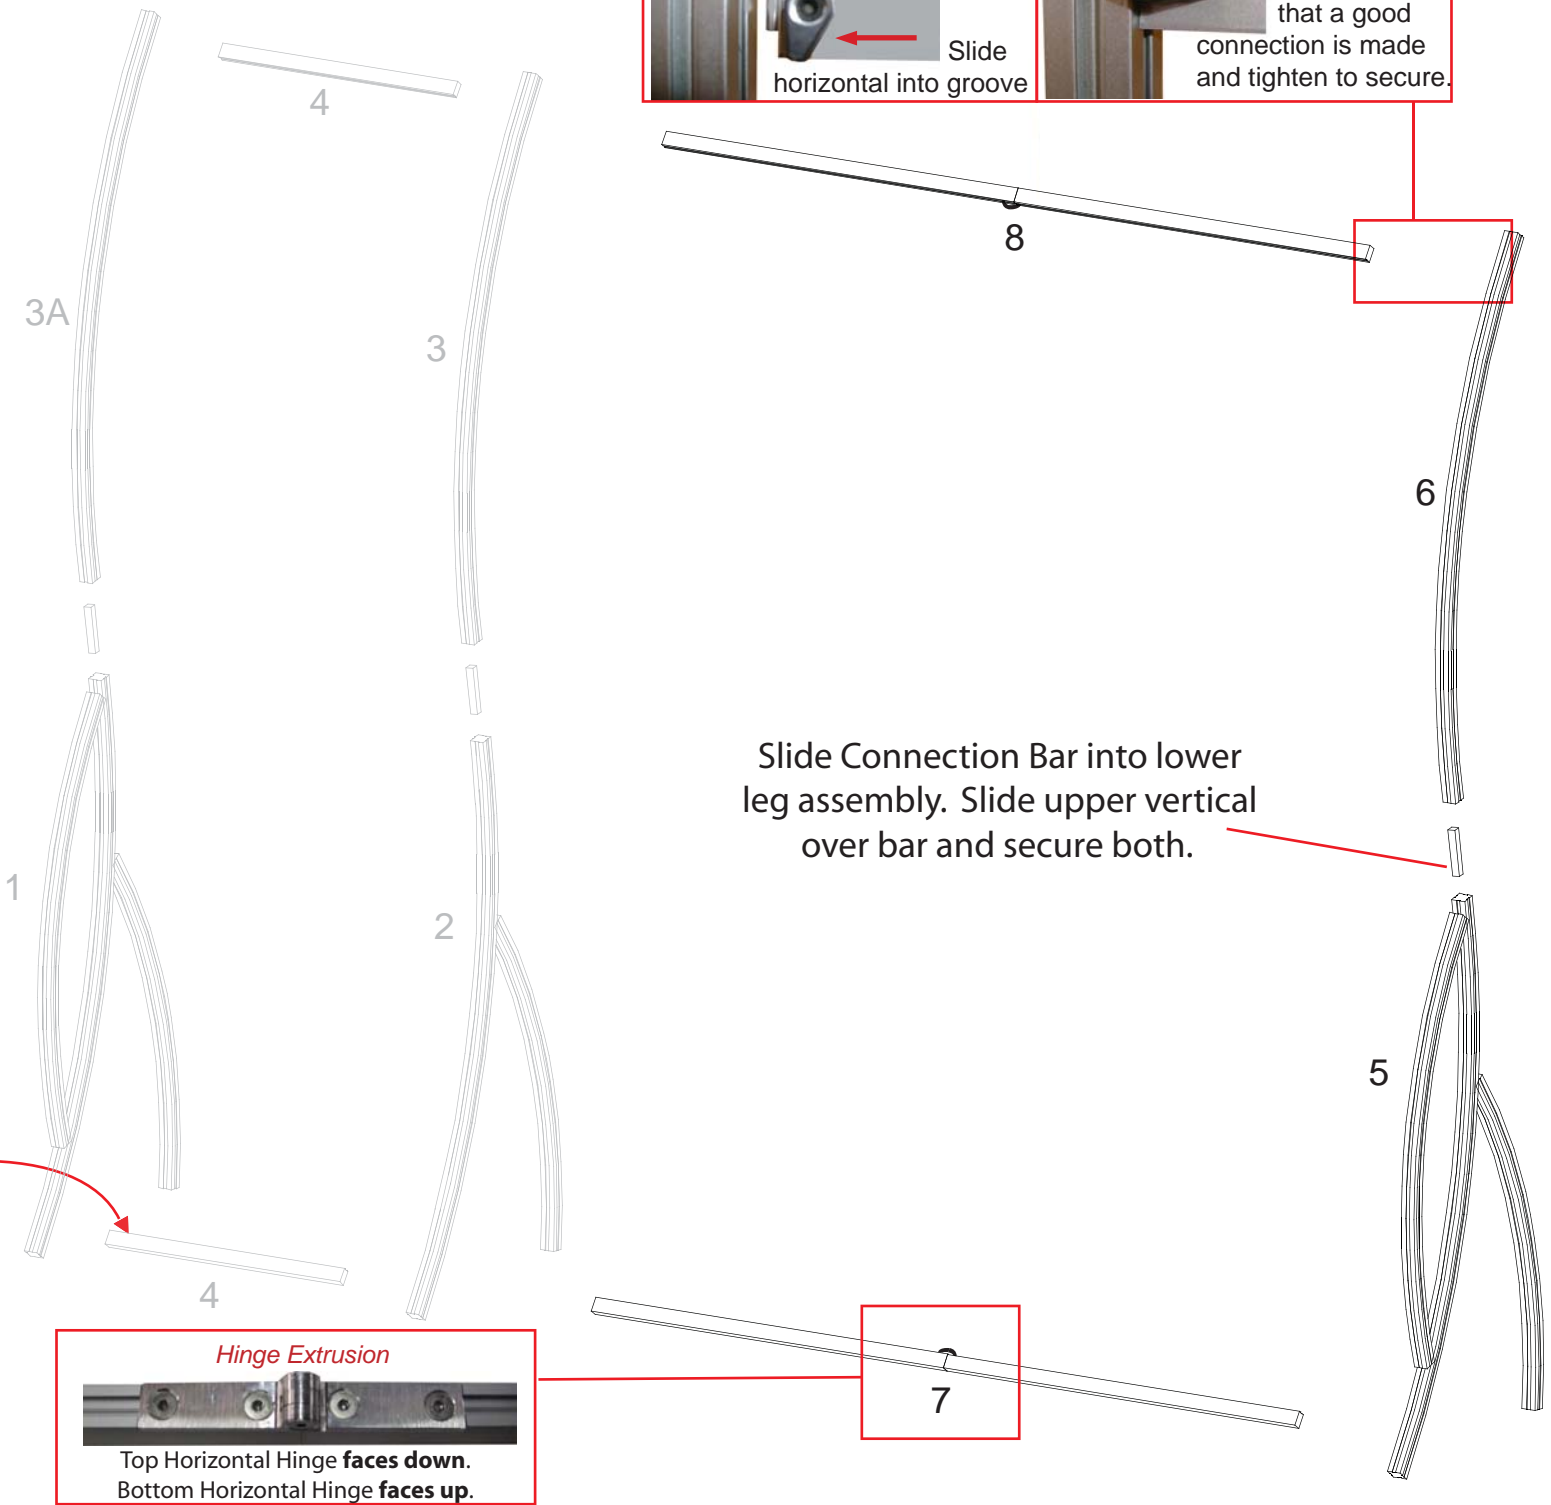 that a good
connection is made
and tighten to secure.
Slide
horizontal into groove
4
8
3A
3
6
Slide Connection Bar into lower
leg assembly.  Slide upper vertical
over bar and secure both.
1
2
5
4
7
Hinge Extrusion
Top Horizontal Hinge faces down.
Bottom Horizontal Hinge faces up.